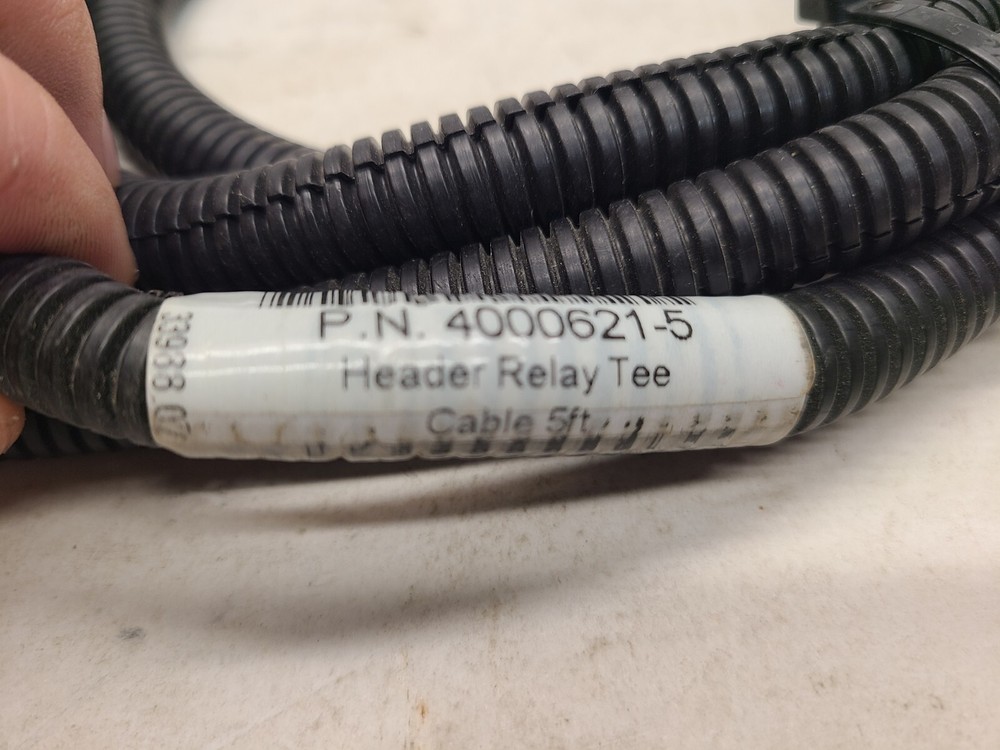 P.N. 4000621-5
Header Relay Tee
Cable 5ft.